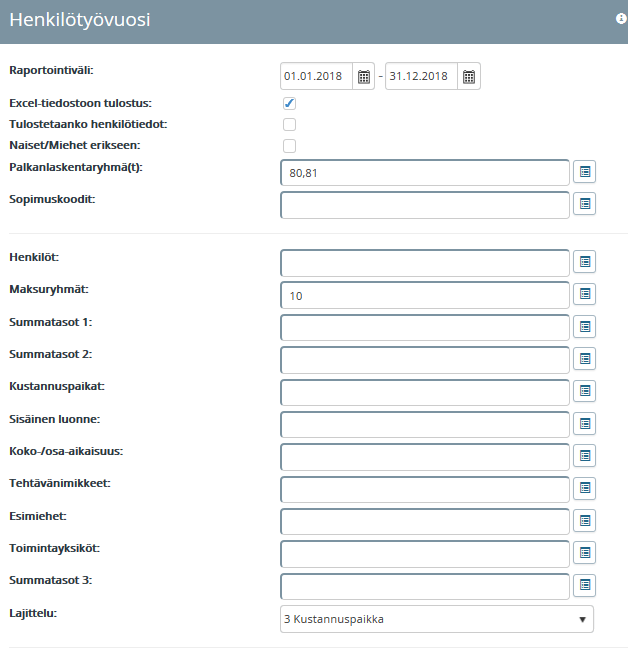 Henkilötyövuosi
Raportointiväli: 01.01.2018 - 31.12.2018
Excel-tiedostoon tulostus:
Tulostetaanko henkilötiedot:
Naiset/Miehet erikseen:
Palkanlaskentaryhmä(t): 80,81
Sopimuskoodit:
Henkilöt:
Maksuryhmät: 10
Summatasot 1:
Summatasot 2:
Kustannuspaikat:
Sisäinen luonne:
Koko-/osa-aikaisuus:
Tehtävänimikkeet:
Esimiehet:
Toimintayksiköt:
Summatasot 3:
Lajittelu: 3 Kustannuspaikka